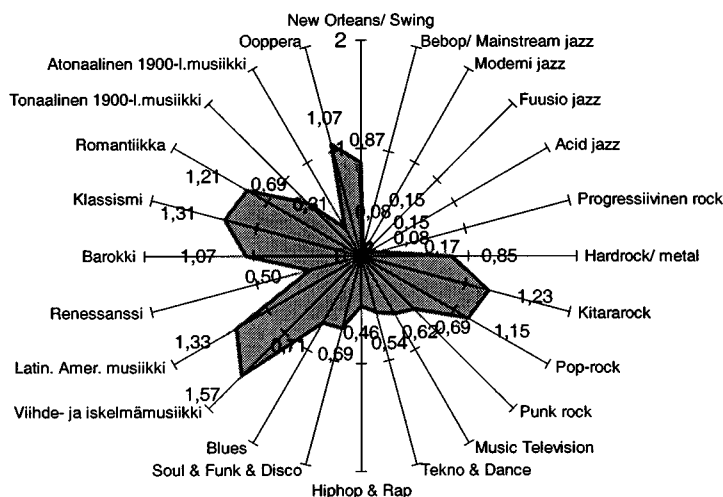 New Orleans/ Swing
2
Ooppera
Bebop/ Mainstream jazz
Atonaalinen 1900-l.musiikki
Moderni jazz
Tonaalinen 1900-l.musiikki
Fuusio jazz
1,07
0,87
Romantiikka
Acid jazz
1,21
0,69
0,31
0,08
0,15
Klassismi
Progressiivinen rock
1,31
0,15
0,08
Barokki
1,07
0,17
0,85
Hardrock/ metal
0,50
1,23
Renessanssi
Kitararock
1,33
0,71
0,69
0,46
0,54
0,62
0,69
1,15
Latin. Amer. musiikki
Pop-rock
1,57
Viihde- ja iskelmämusiikki
Punk rock
Blues
Music Television
Soul & Funk & Disco
Tekno & Dance
Hiphop & Rap